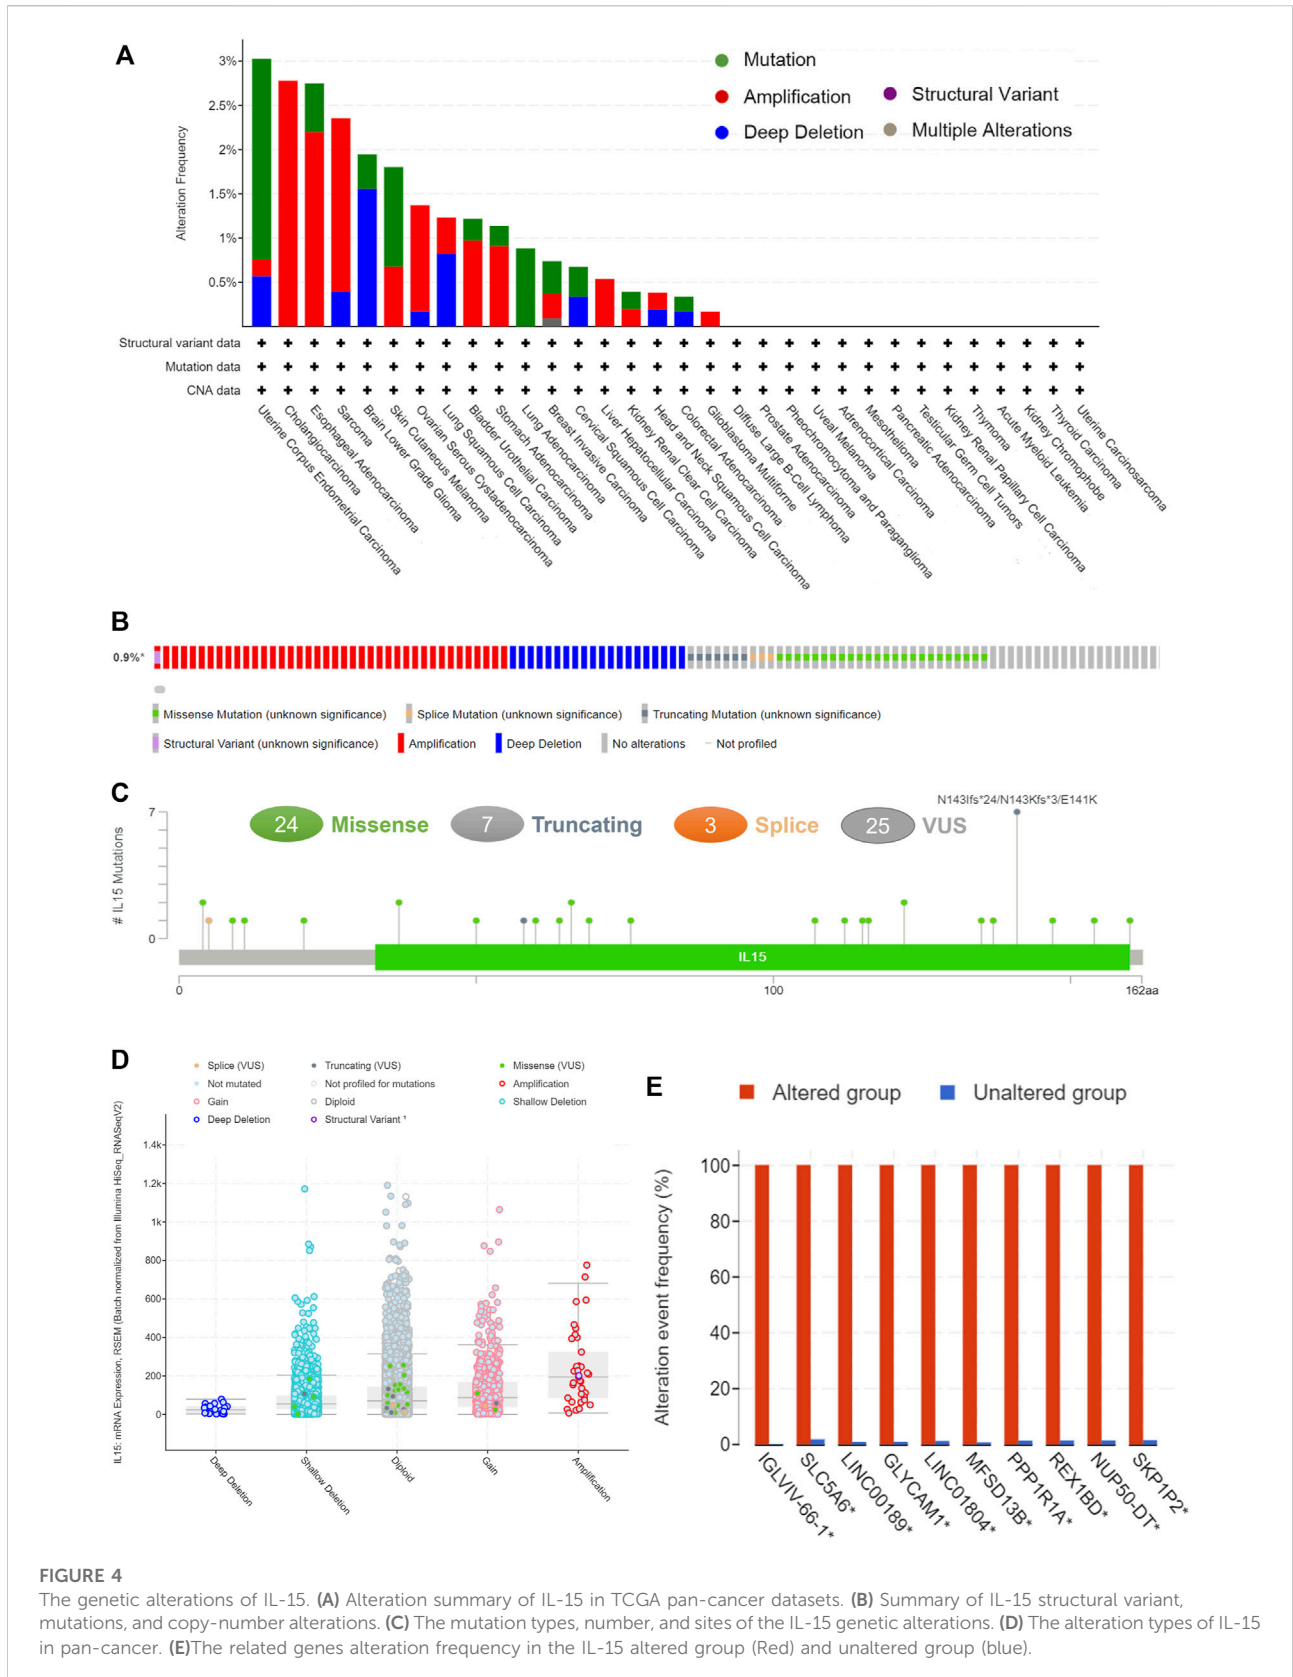 A
Mutation
Amplification
Deep Deletion
Structural Variant
Multiple Alterations
Alteration Frequency
3%
2.5%
2%
1.5%
1%
0.5%
Structural variant data
Mutation data
CNA data
Uterine Corpus Endometrial Carcinoma
Cholangiocarcinoma
Esophageal Adenocarcinoma
Sarcoma
Brain Lower Grade Glioma
Skin Cutaneous Melanoma
Ovarian Serous Cystadenocarcinoma
Lung Squamous Cell Carcinoma
Bladder Urothelial Carcinoma
Stomach Adenocarcinoma
Lung Adenocarcinoma
Breast Invasive Carcinoma
Cervical Squamous Cell Carcinoma
Liver Hepatocellular Carcinoma
Kidney Renal Clear Cell Carcinoma
Head and Neck Squamous Cell Carcinoma
Colorectal Adenocarcinoma
Glioblastoma Multiforme
Diffuse Large B-Cell Lymphoma
Prostate Adenocarcinoma
Pheochromocytoma and Paraganglioma
Uveal Melanoma
Adrenocortical Carcinoma
Mesothelioma
Pancreatic Adenocarcinoma
Testicular Germ Cell Tumors
Kidney Renal Papillary Cell Carcinoma
Thymoma
Acute Myeloid Leukemia
Kidney Chromophobe
Thyroid Carcinoma
Uterine Carcinosarcoma
B
0.9%*
Missense Mutation (unknown significance)
Splice Mutation (unknown significance)
Truncating Mutation (unknown significance)
Structural Variant (unknown significance)
Amplification
Deep Deletion
No alterations
Not profiled
C
N143Ifs*24/N143Kfs*3/E141K
24 Missense
7 Truncating
3 Splice
25 VUS
# IL15 Mutations
7
0
IL15
0
100
162aa
D
Splice (VUS)
Truncating (VUS)
Missense (VUS)
Not mutated
Not profiled for mutations
Amplification
Gain
Diploid
Shallow Deletion
Deep Deletion
Structural Variant ¹
IL15: mRNA Expression, RSEM (Batch normalized from Illumina HiSeq_RNASeqV2)
1.4k
1.2k
1k
800
600
400
200
0
Deep Deletion
Shallow Deletion
Diploid
Gain
Amplification
E
Altered group
Unaltered group
Alteration event frequency (%)
100
80
60
40
20
0
IGLVIV-66-1*
SLC5A6*
LINC00189*
GLYCAM1*
LINC01804*
MFSD13B*
PPP1R1A*
REX1BD*
NUP50-DT*
SKP1P2*
FIGURE 4
The genetic alterations of IL-15. (A) Alteration summary of IL-15 in TCGA pan-cancer datasets. (B) Summary of IL-15 structural variant,
mutations, and copy-number alterations. (C) The mutation types, number, and sites of the IL-15 genetic alterations. (D) The alteration types of IL-15
in pan-cancer. (E)The related genes alteration frequency in the IL-15 altered group (Red) and unaltered group (blue).